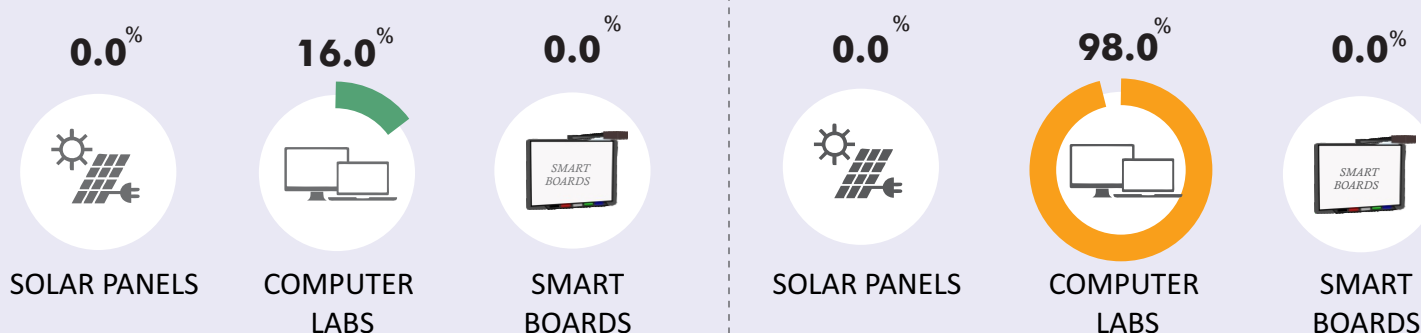 0.0%
16.0%
0.0%
SMART
BOARDS
SOLAR PANELS
COMPUTER
LABS
SMART
BOARDS
0.0%
98.0%
0.0%
SMART
BOARDS
SOLAR PANELS
COMPUTER
LABS
SMART
BOARDS